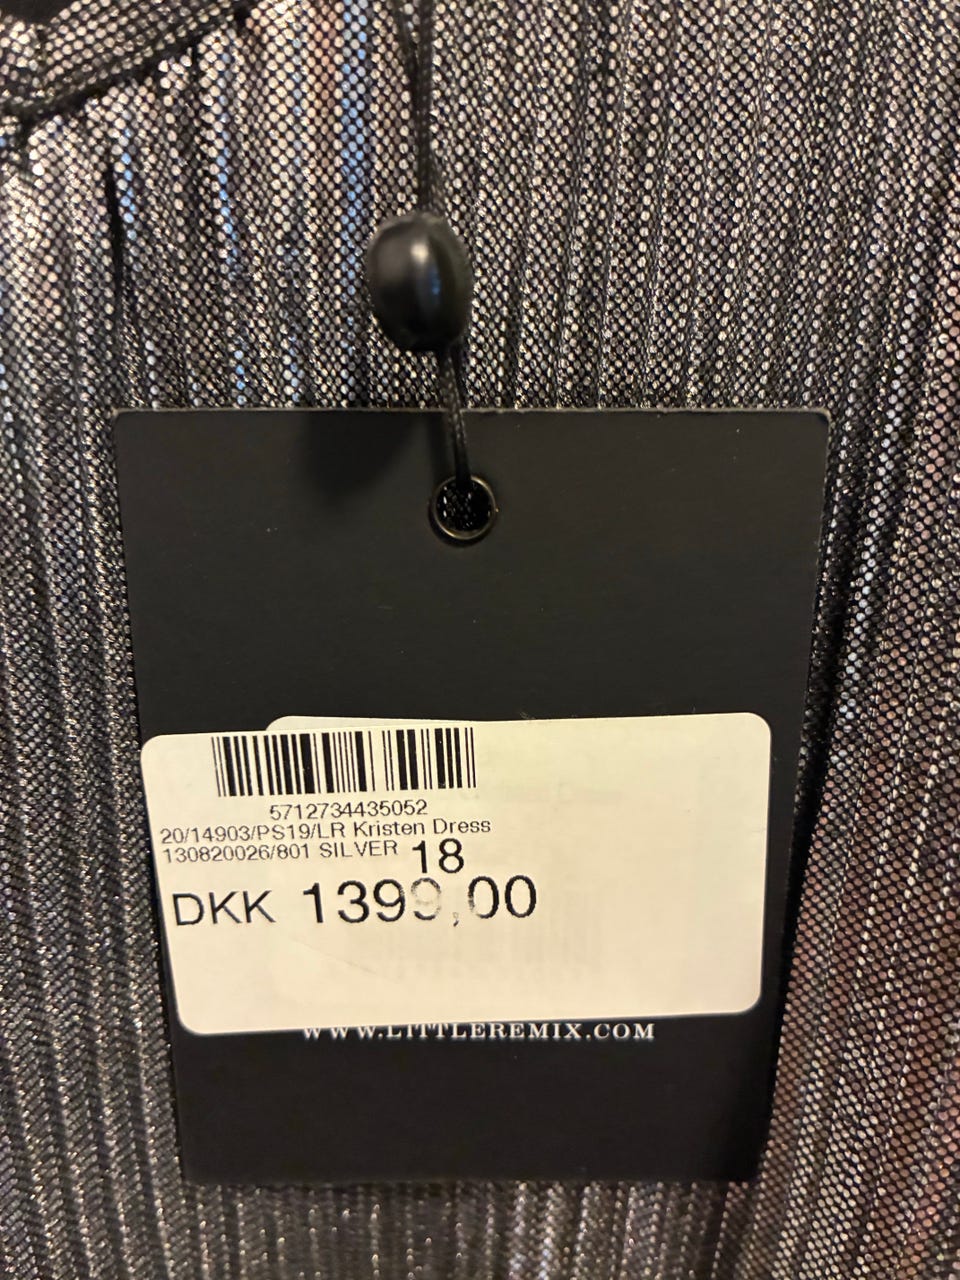 5712734435052
20/14903/PS19/LR Kristen Dress
130820026/801 SILVER 18
DKK 1399,00
WWW.LITTLEREMIX.COM